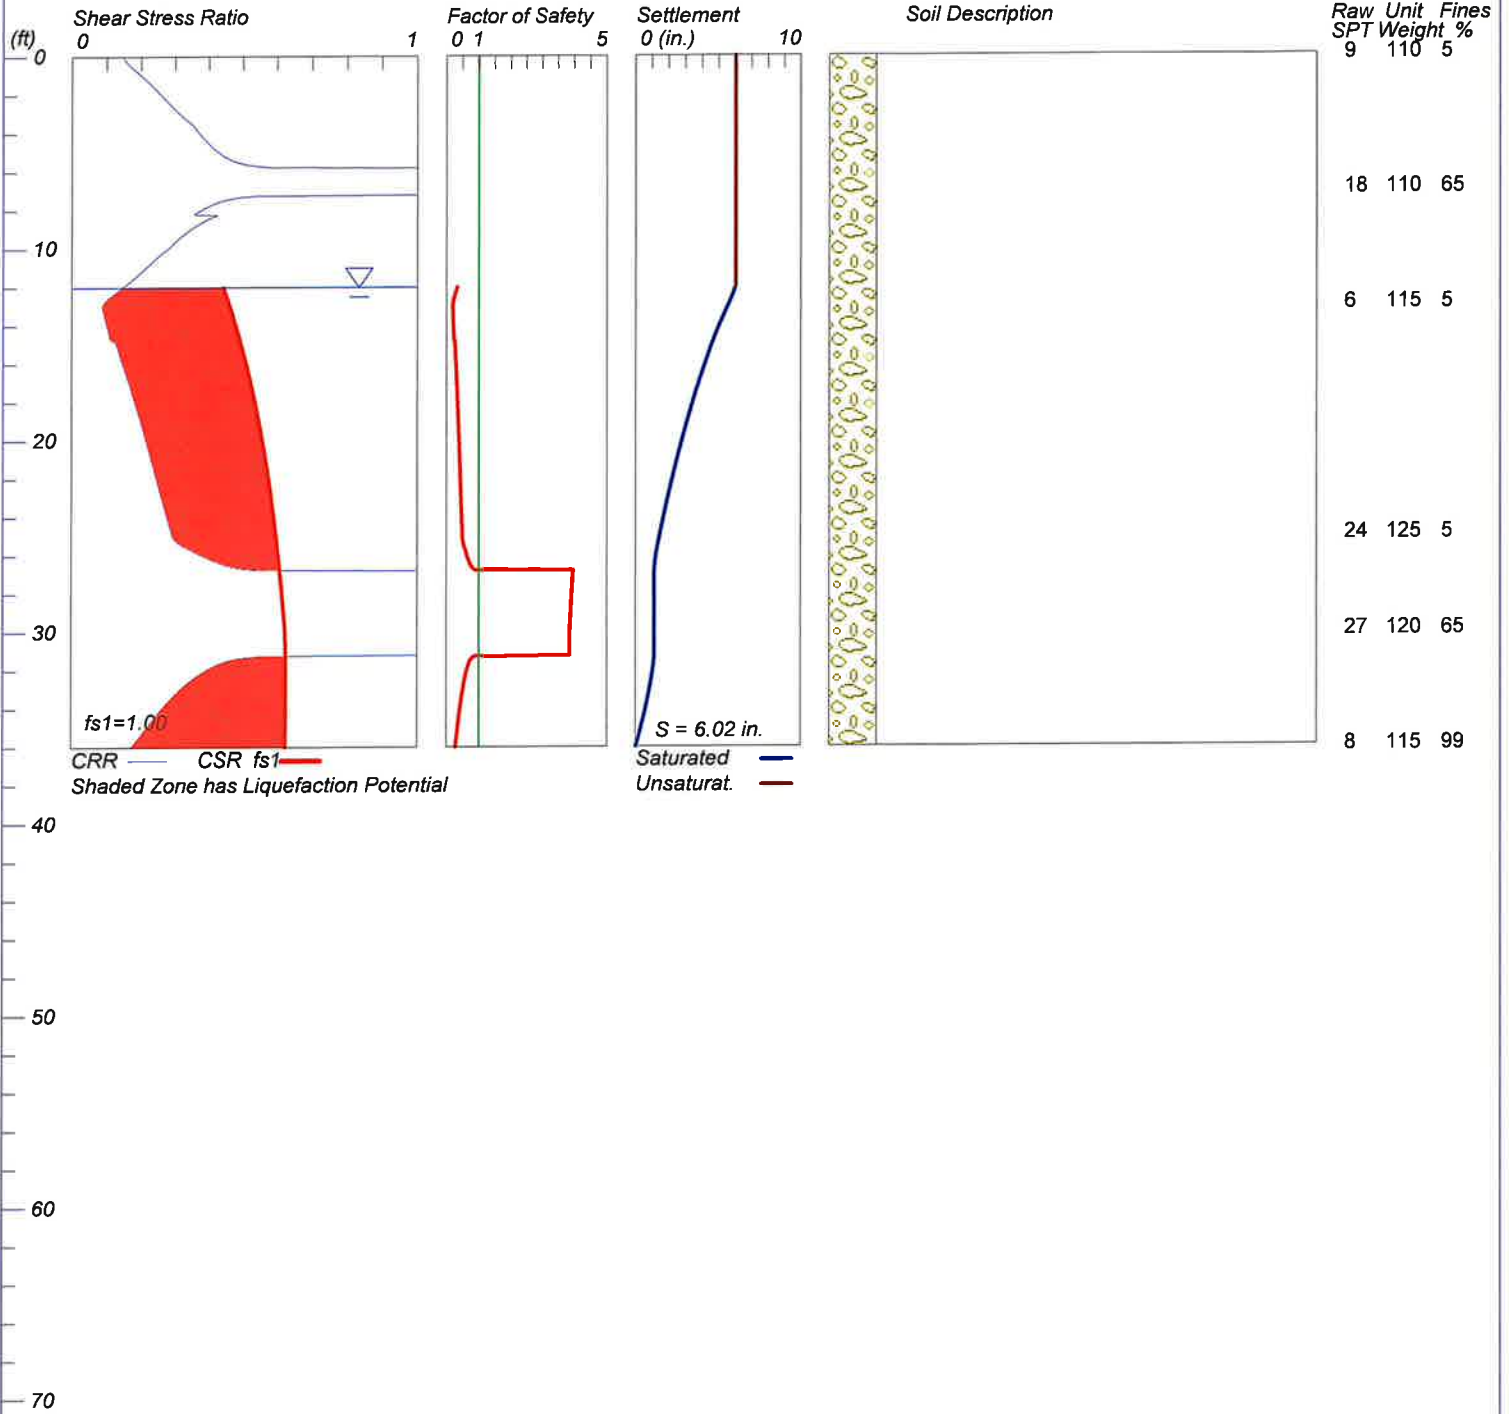 Shear Stress Ratio
Factor of Safety
Settlement
Soil Description
Raw Unit Fines
SPT Weight %
(ft)
0 1
0 1 5
0 (in.) 10
0
9 110 5
18 110 65
10
6 115 5
20
24 125 5
30
27 120 65
fs1=1.00
S = 6.02 in.
8 115 99
CRR
CSR fs1
Shaded Zone has Liquefaction Potential
Saturated
Unsaturat.
40
50
60
70